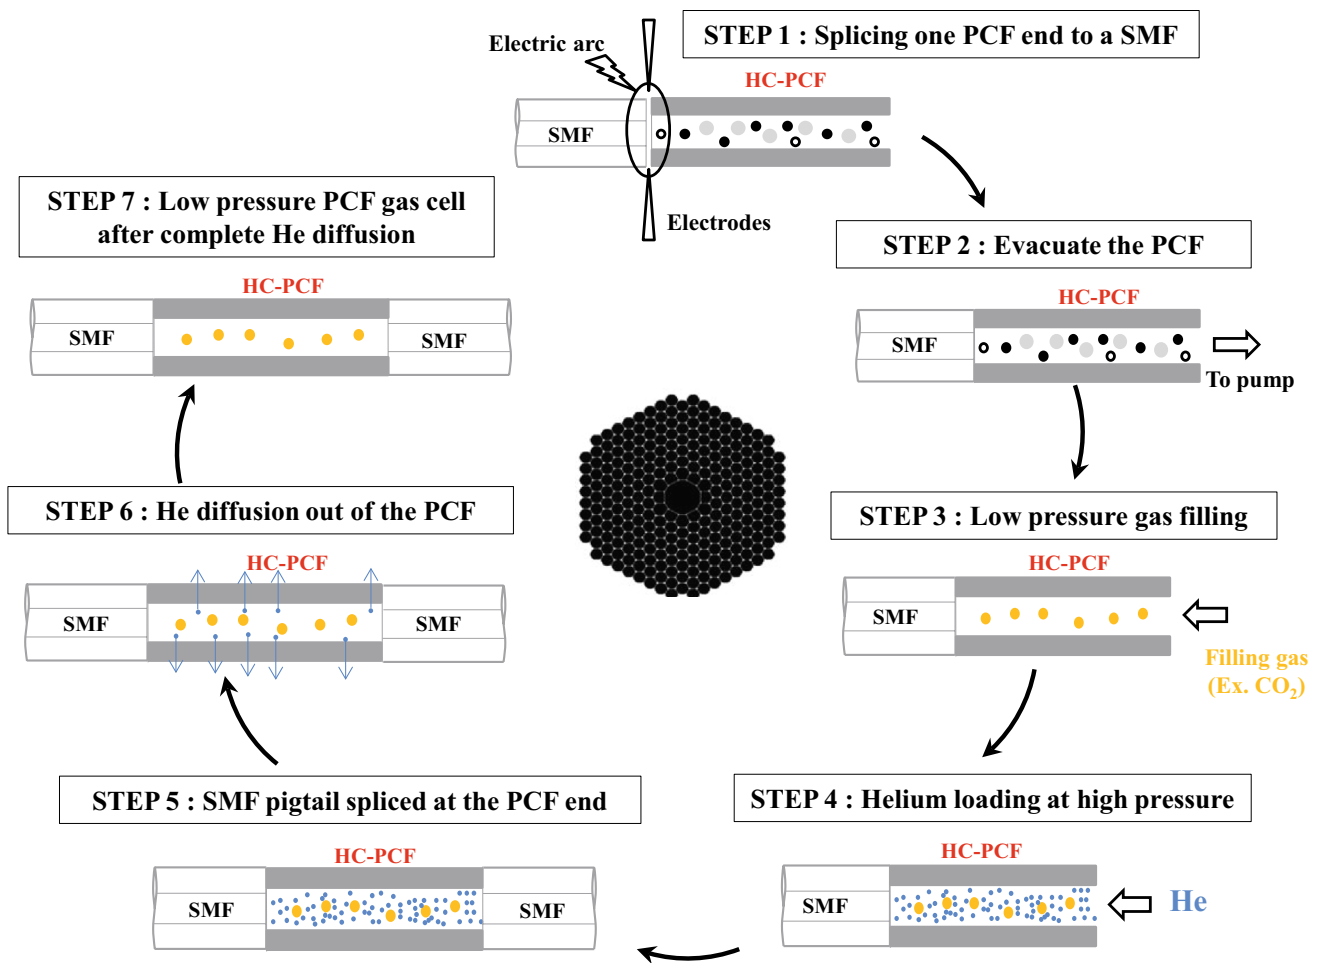 STEP 1 : Splicing one PCF end to a SMF
Electric arc
HC-PCF
SMF
Electrodes
STEP 2 : Evacuate the PCF
HC-PCF
SMF
To pump
STEP 3 : Low pressure gas filling
HC-PCF
SMF
Filling gas
(Ex. CO₂)
STEP 4 : Helium loading at high pressure
HC-PCF
SMF
He
STEP 5 : SMF pigtail spliced at the PCF end
HC-PCF
SMF
SMF
STEP 6 : He diffusion out of the PCF
HC-PCF
SMF
SMF
STEP 7 : Low pressure PCF gas cell
after complete He diffusion
HC-PCF
SMF
SMF